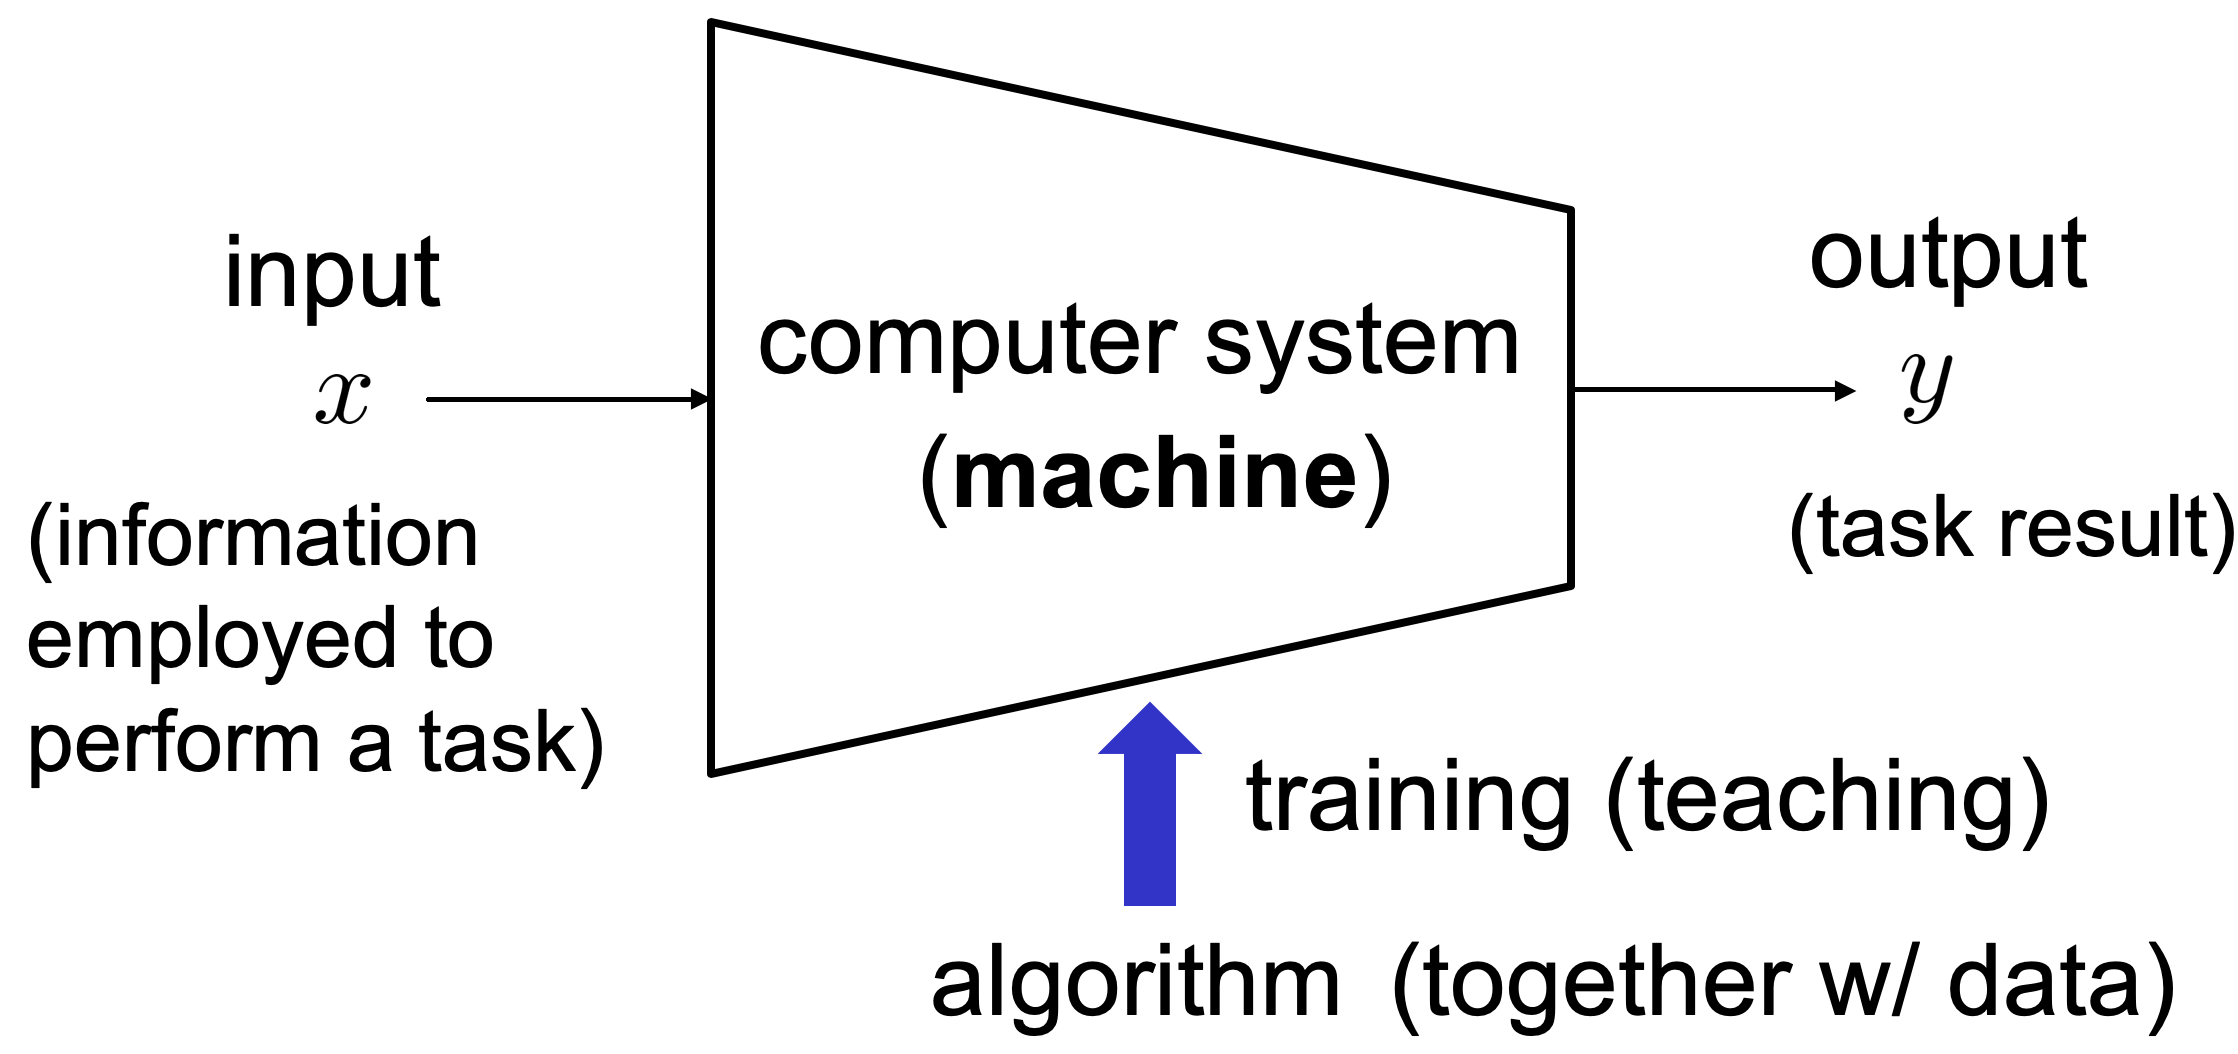 input
x
(information
employed to
perform a task)
computer system
(machine)
output
y
(task result)
training (teaching)
algorithm (together w/ data)